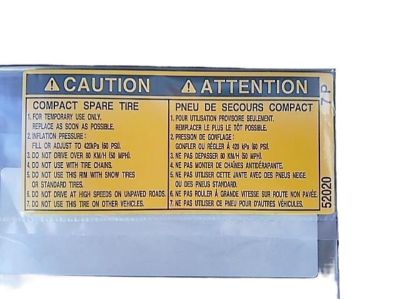 ⚠ CAUTION
COMPACT SPARE TIRE
1. FOR TEMPORARY USE ONLY.
REPLACE AS SOON AS POSSIBLE.
2. INFLATION PRESSURE :
FILL OR ADJUST TO 420kPa (60 PSI).
3. DO NOT DRIVE OVER 80 KM/H (50 MPH).
4. DO NOT USE WITH TIRE CHAINS.
5. DO NOT USE THIS RIM WITH SNOW TIRES
OR STANDARD TIRES.
6. DO NOT DRIVE AT HIGH SPEEDS ON UNPAVED ROADS.
7. DO NOT USE THIS TIRE ON OTHER VEHICLES.
⚠ ATTENTION
PNEU DE SECOURS COMPACT
1. POUR UTILISATION PROVISOIRE SEULEMENT.
REMPLACER LE PLUS LE TÔT POSSIBLE.
2. PRESSION DE GONFLAGE:
GONFLER OU RÉGLER À 420 kPa (60 PSI).
3. NE PAS DÉPASSER 80 KM/H (50 MPH).
4. NE PAS MONTER DE CHAÎNES ANTIDÉRAPANTE.
5. NE PAS UTILISER CETTE JANTE AVEC DES PNEUS NEIGE
OU DES PNEUS STANDARD.
6. NE PAS ROULER À GRANDE VITESSE SUR ROUTE NON PAVÉE.
7. NE PAS UTILISER CE PNEU POUR D'AUTRES VÉHICULES.
52020
7P